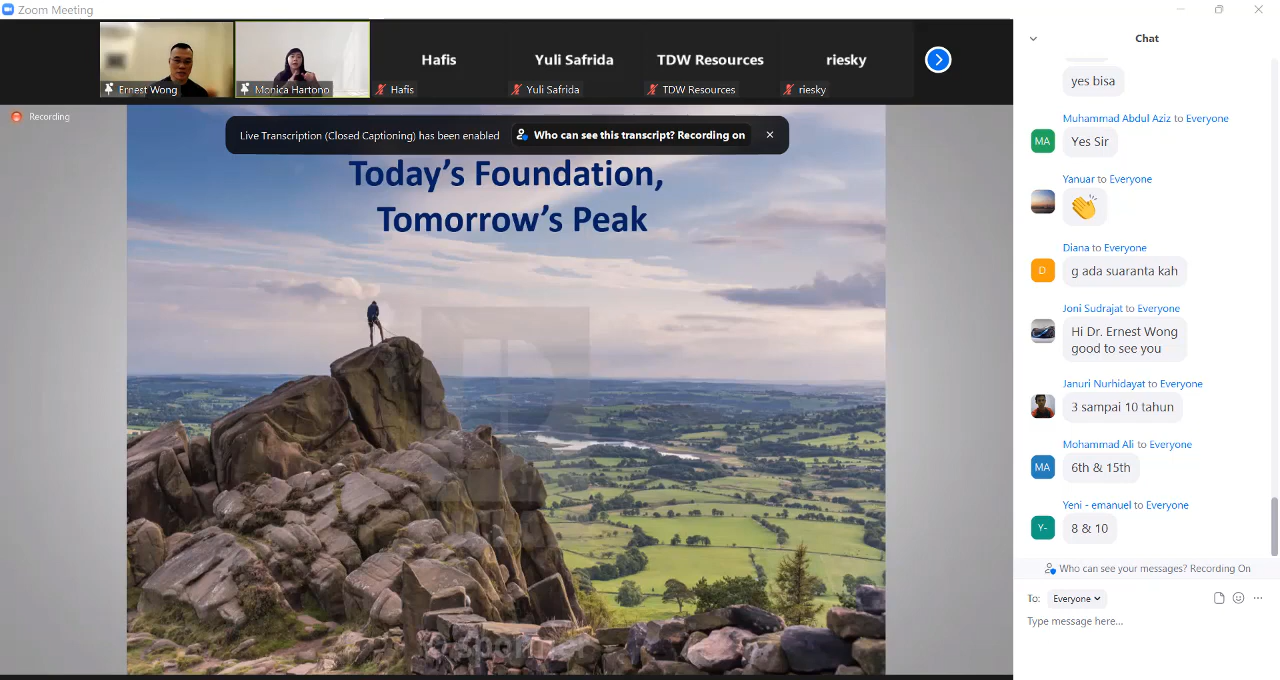 Zoom Meeting
Ernest Wong
Monica Hartono
Hafis
Hafis
Yuli Safrida
Yuli Safrida
TDW Resources
TDW Resources
riesky
riesky
Recording
Live Transcription (Closed Captioning) has been enabled
Who can see this transcript? Recording on
Today's Foundation,
Tomorrow's Peak
Chat
yes bisa
Muhammad Abdul Aziz to Everyone
MA
Yes Sir
Yanuar to Everyone
Diana to Everyone
D
g ada suaranta kah
Joni Sudrajat to Everyone
Hi Dr. Ernest Wong
good to see you
Januri Nurhidayat to Everyone
3 sampai 10 tahun
Mohammad Ali to Everyone
MA
6th & 15th
Yeni - emanuel to Everyone
Y-
8 & 10
Who can see your messages? Recording On
To: Everyone
Type message here...